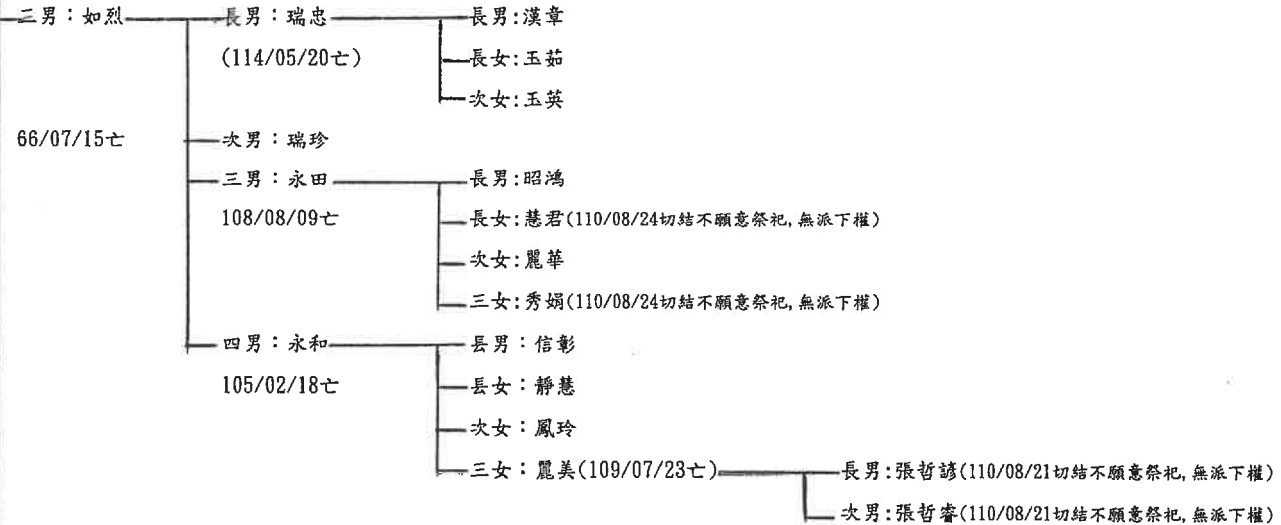 三男：如烈 長男：瑞忠 長男:漢章
(114/05/20亡) 長女:玉茹
次女:玉英
66/07/15亡 次男：瑞珍
三男：永田 長男:昭鴻
108/08/09亡 長女:慧君(110/08/24切結不願意祭祀,無派下權)
次女:麗華
三女:秀娟(110/08/24切結不願意祭祀,無派下權)
四男：永和 長男：信彰
105/02/18亡 長女：靜慧
次女：鳳玲
三女：麗美(109/07/23亡) 長男:張哲諺(110/08/21切結不願意祭祀,無派下權)
次男:張哲睿(110/08/21切結不願意祭祀,無派下權)